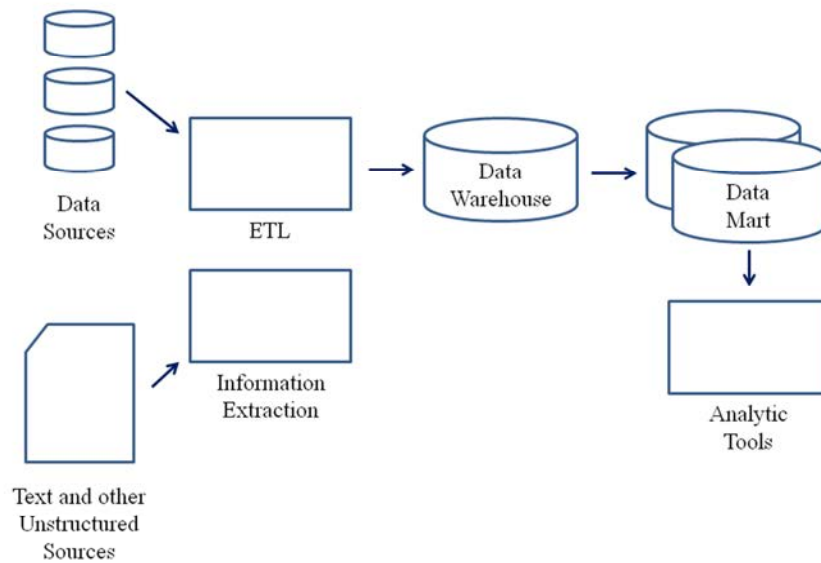 Data
Sources
ETL
Data
Warehouse
Data
Mart
Information
Extraction
Analytic
Tools
Text and other
Unstructured
Sources